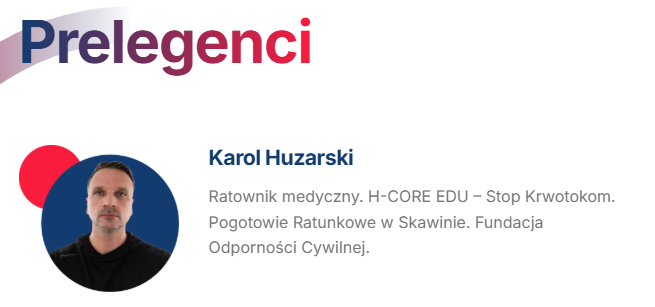 Prelegenci
Karol Huzarski
Ratownik medyczny. H-CORE EDU – Stop Krwotokom.
Pogotowie Ratunkowe w Skawinie. Fundacja
Odporności Cywilnej.